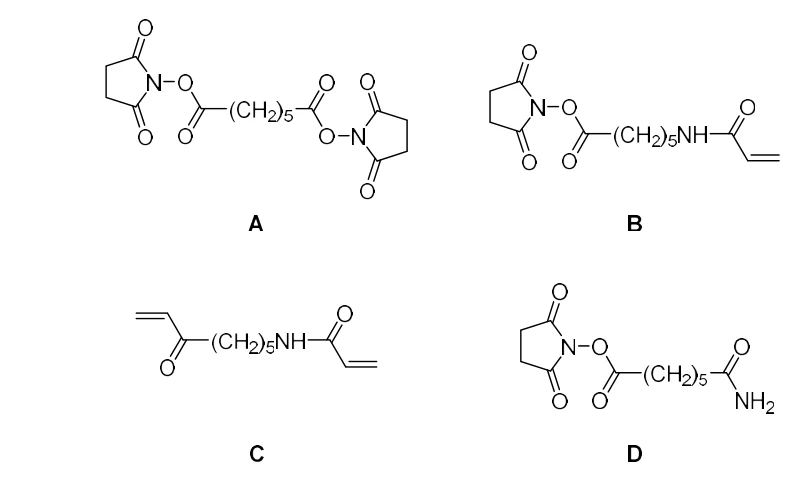 O N O O (CH₂)₅ O O O N O O
O N O O (CH₂)₅NH O O
A B
O (CH₂)₅NH O
O N O O (CH₂)₅ O NH₂ O
C D